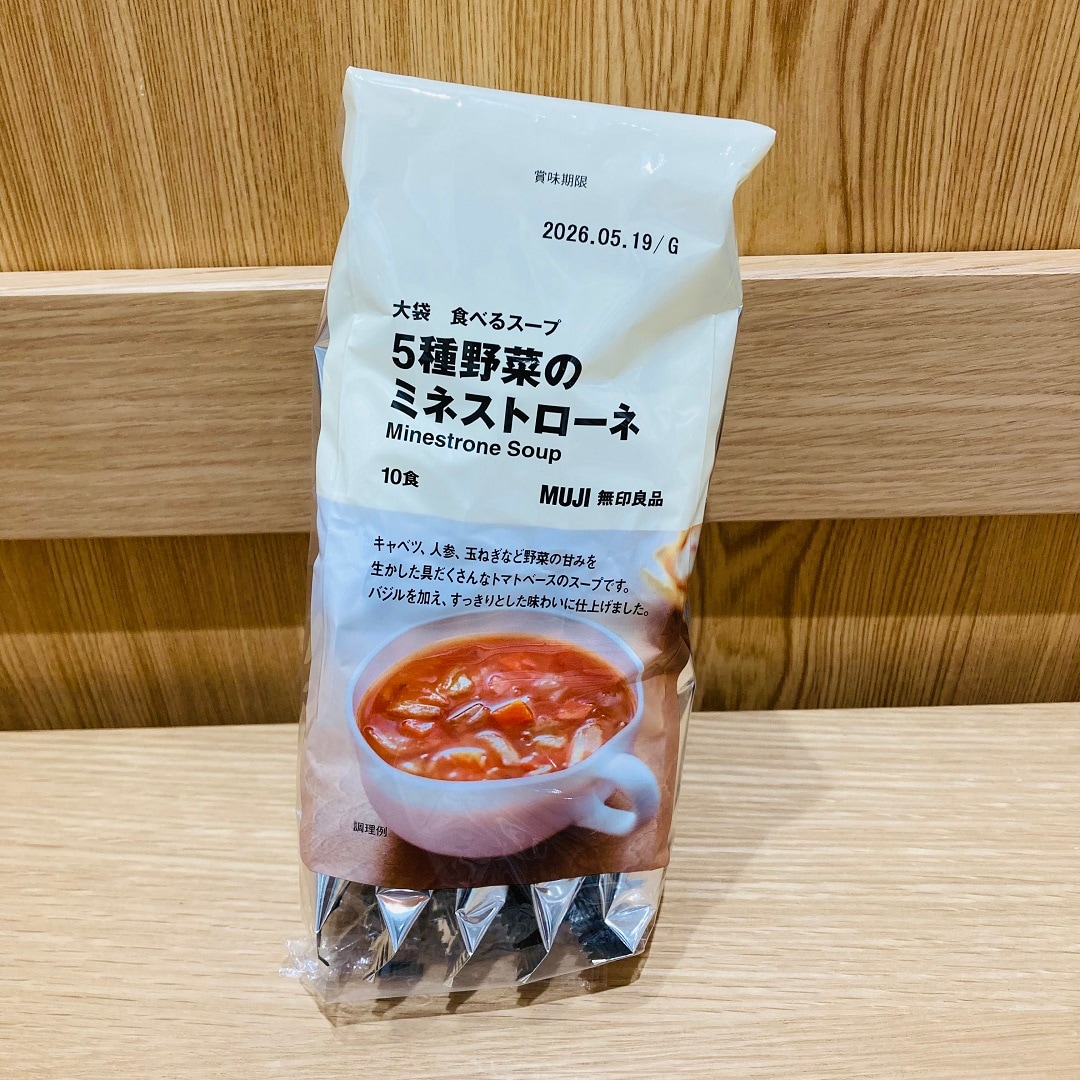 賞味期限
2026.05.19/G
大袋 食べるスープ
5種野菜の
ミネストローネ
Minestrone Soup
10食
MUJI 無印良品
キャベツ、人参、玉ねぎなど野菜の甘みを
生かした具だくさんなトマトベースのスープです。
バジルを加え、すっきりとした味わいに仕上げました。
調理例